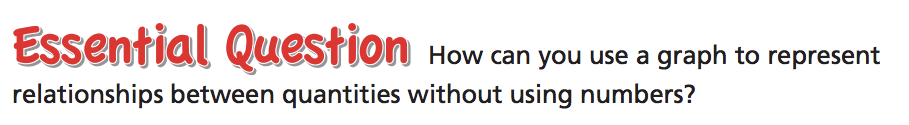 Essential Question How can you use a graph to represent
relationships between quantities without using numbers?